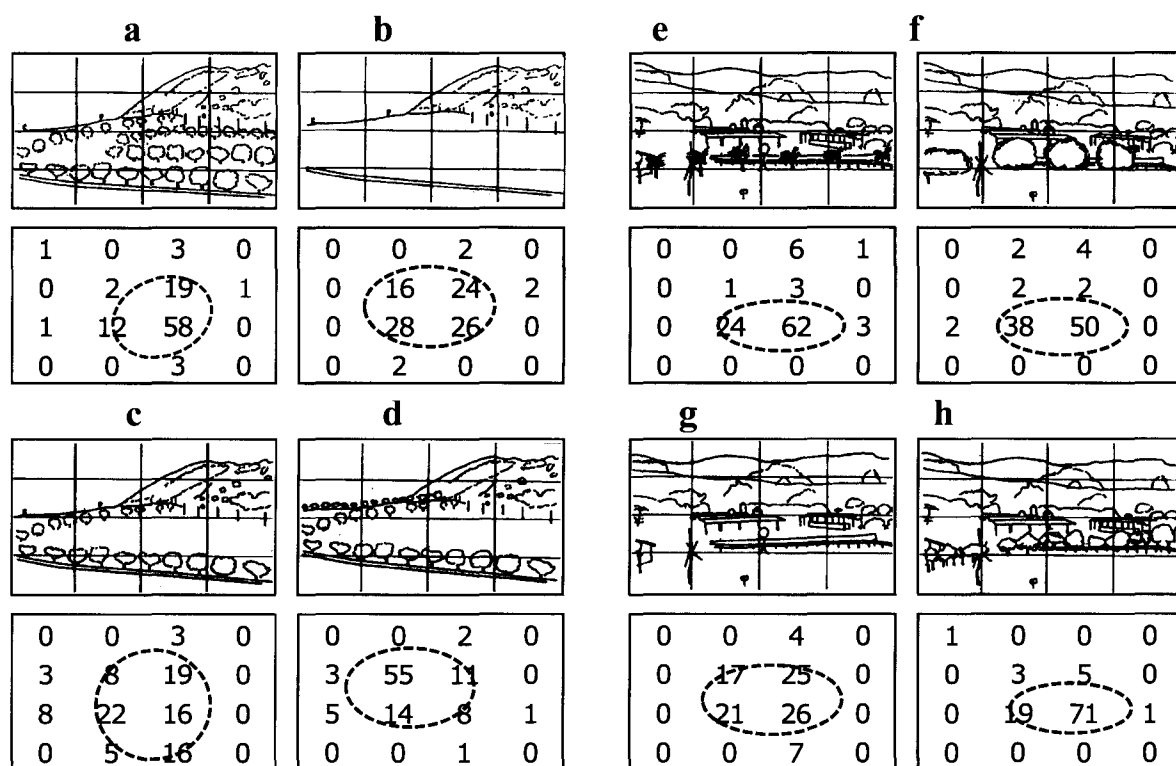 a b e f
1 0 3 0
0 2 19 1
1 12 58 0
0 0 3 0
0 0 2 0
0 16 24 2
0 28 26 0
0 2 0 0
0 0 6 1
0 1 3 0
0 24 62 3
0 0 0 0
0 2 4 0
0 2 2 0
2 38 50 0
0 0 0 0
c d g h
0 0 3 0
3 8 19 0
8 22 16 0
0 5 16 0
0 0 2 0
3 55 11 0
5 14 8 1
0 0 1 0
0 0 4 0
0 17 25 0
0 21 26 0
0 0 7 0
1 0 0 0
0 3 5 0
0 19 71 1
0 0 0 0